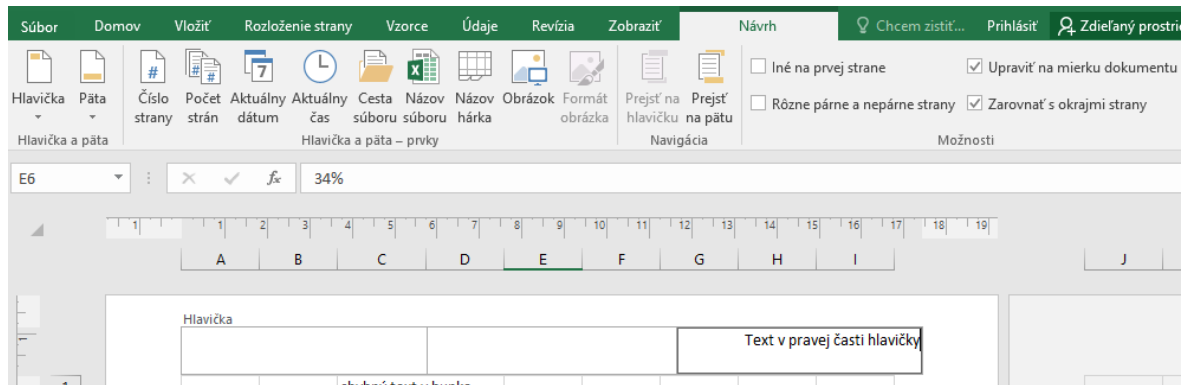 Súbor Domov Vložiť Rozloženie strany Vzorce Údaje Revízia Zobraziť Návrh Chcem zistiť... Prihlásiť Zdieľaný prostrie
Hlavička Päta Číslo strany Počet strán Aktuálny dátum Aktuálny čas Cesta súboru Názov súboru Názov hárka Obrázok Formát obrázka Prejsť na hlavičku Prejsť na pätu
Iné na prvej strane Upraviť na mierku dokumentu
Rôzne párne a nepárne strany Zarovnať s okrajmi strany
Hlavička a päta Hlavička a päta – prvky Navigácia Možnosti
E6 fx 34%
1 1 2 3 4 5 6 7 8 9 10 11 12 13 14 15 16 17 18 19
A B C D E F G H I J
Hlavička
Text v pravej časti hlavičky
1